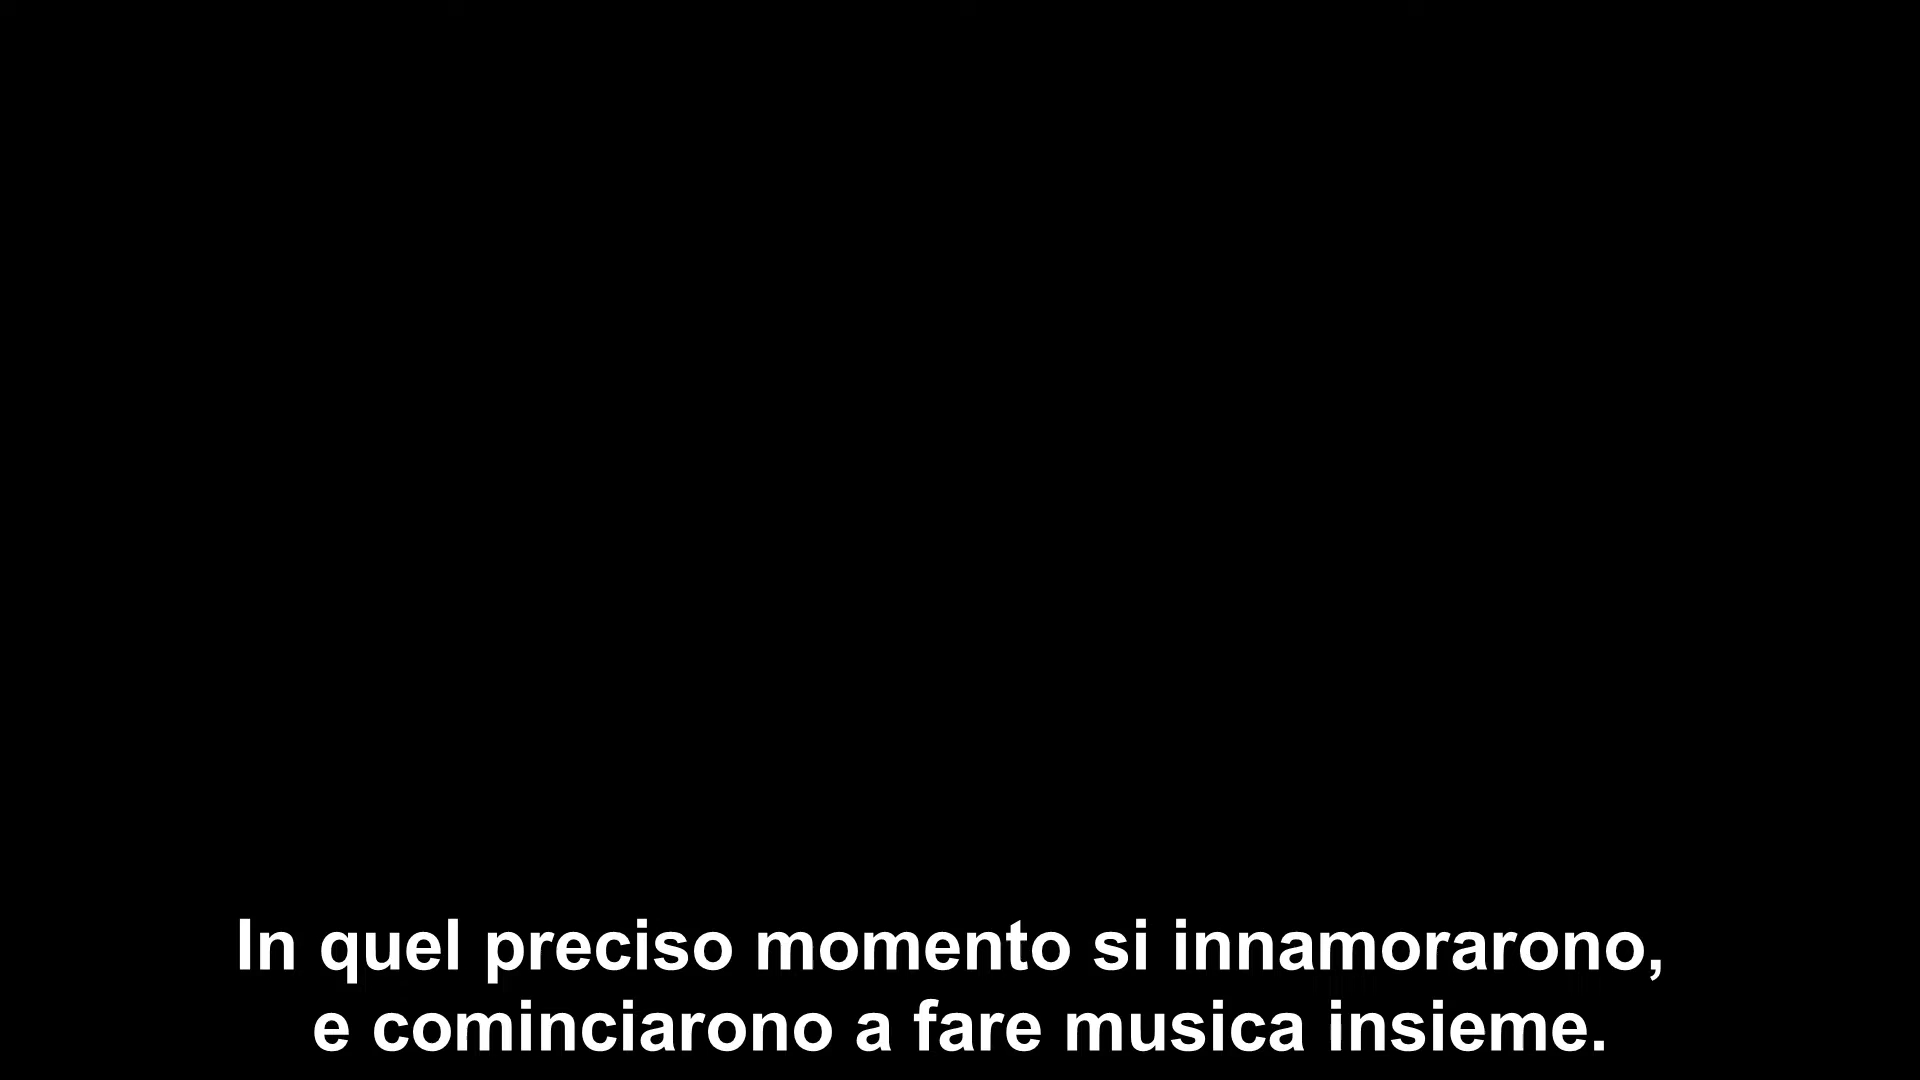 In quel preciso momento si innamorarono,
e cominciarono a fare musica insieme.